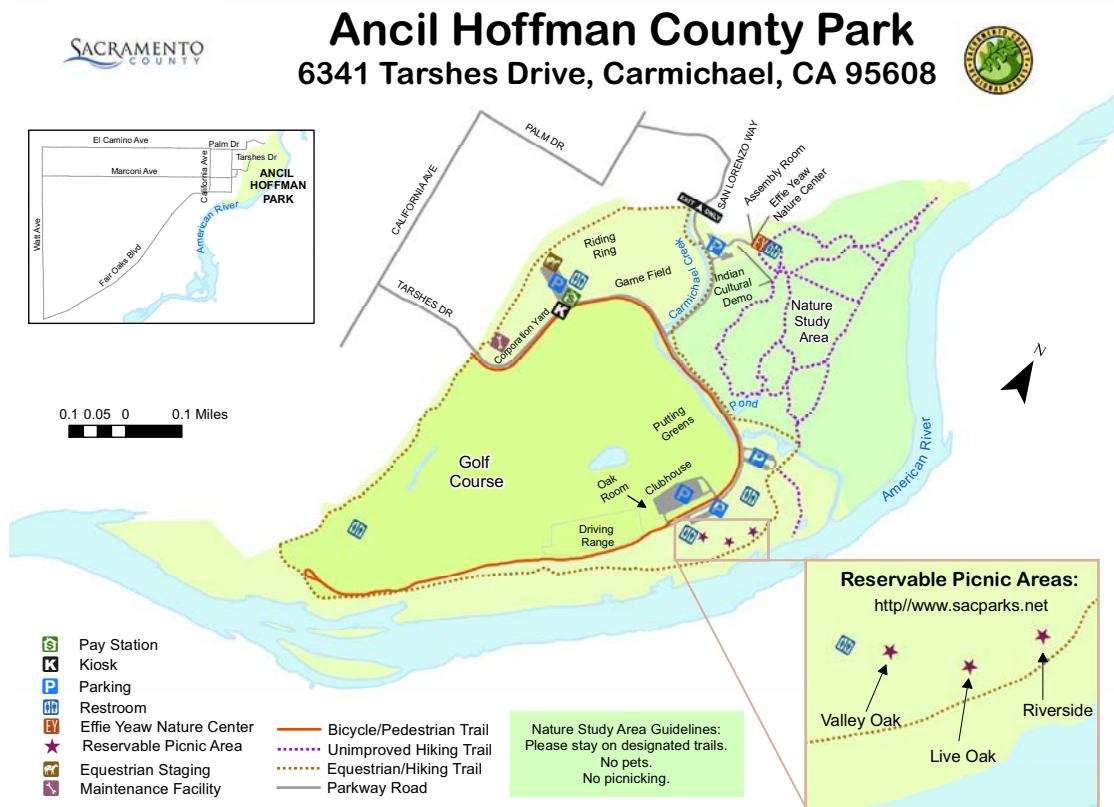 SACRAMENTO
COUNTY
Ancil Hoffman County Park
6341 Tarshes Drive, Carmichael, CA 95608
SACRAMENTO COUNTY
REGIONAL PARKS
El Camino Ave
Palm Dr
Tarshes Dr
Marconi Ave
California Ave
ANCIL
HOFFMAN
PARK
American River
Watt Ave
Fair Oaks Blvd
PALM DR
CALIFORNIA AVE
TARSHES DR
SAN LORENZO WAY
EXIT ONLY
Assembly Room
Effie Yeaw
Nature Center
Riding
Ring
Game Field
Carmichael Creek
P
EY
Indian
Cultural
Demo
P
$
K
Corporation Yard
Nature
Study
Area
N
0.1 0.05 0 0.1 Miles
Pond
Putting
Greens
P
American River
Golf
Course
Oak
Room
Clubhouse
P
P
Driving
Range
Reservable Picnic Areas:
http//www.sacparks.net
Valley Oak
Live Oak
Riverside
$ Pay Station
K Kiosk
P Parking
Restroom
EY Effie Yeaw Nature Center
Reservable Picnic Area
Equestrian Staging
Maintenance Facility
Bicycle/Pedestrian Trail
Unimproved Hiking Trail
Equestrian/Hiking Trail
Parkway Road
Nature Study Area Guidelines:
Please stay on designated trails.
No pets.
No picnicking.